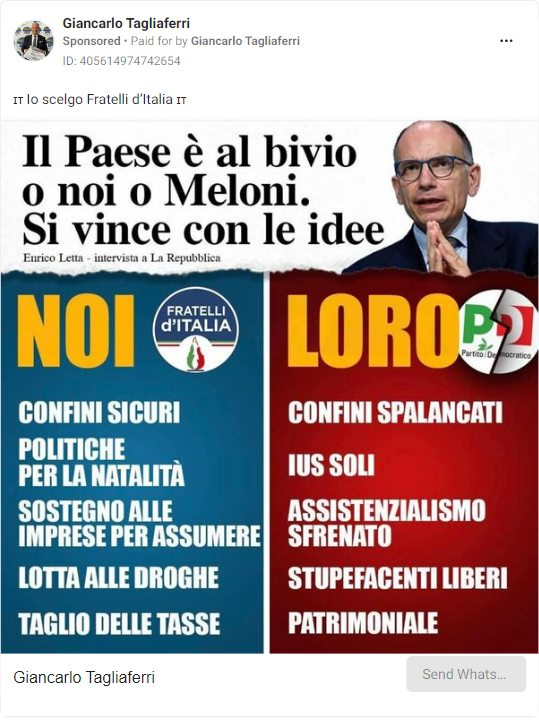 Giancarlo Tagliaferri
Sponsored • Paid for by Giancarlo Tagliaferri
ID: 405614974742654
ɪᴛ Io scelgo Fratelli d'Italia ɪᴛ
Il Paese è al bivio
o noi o Meloni.
Si vince con le idee
Enrico Letta - intervista a La Repubblica
NOI
FRATELLI
d'ITALIA
LORO
PD
Partito Democratico
CONFINI SICURI
CONFINI SPALANCATI
POLITICHE
PER LA NATALITÀ
IUS SOLI
SOSTEGNO ALLE
IMPRESE PER ASSUMERE
ASSISTENZIALISMO
SFRENATO
LOTTA ALLE DROGHE
STUPEFACENTI LIBERI
TAGLIO DELLE TASSE
PATRIMONIALE
Giancarlo Tagliaferri
Send Whats...